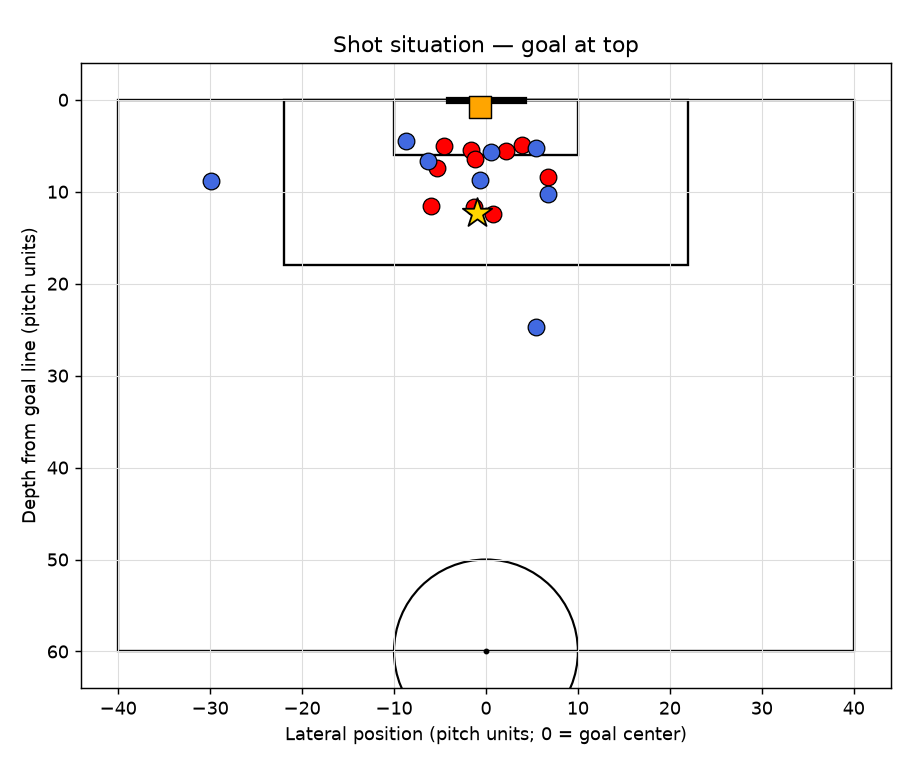 Shot situation — goal at top
0
10
20
30
40
50
60
Depth from goal line (pitch units)
−40 −30 −20 −10 0 10 20 30 40
Lateral position (pitch units; 0 = goal center)